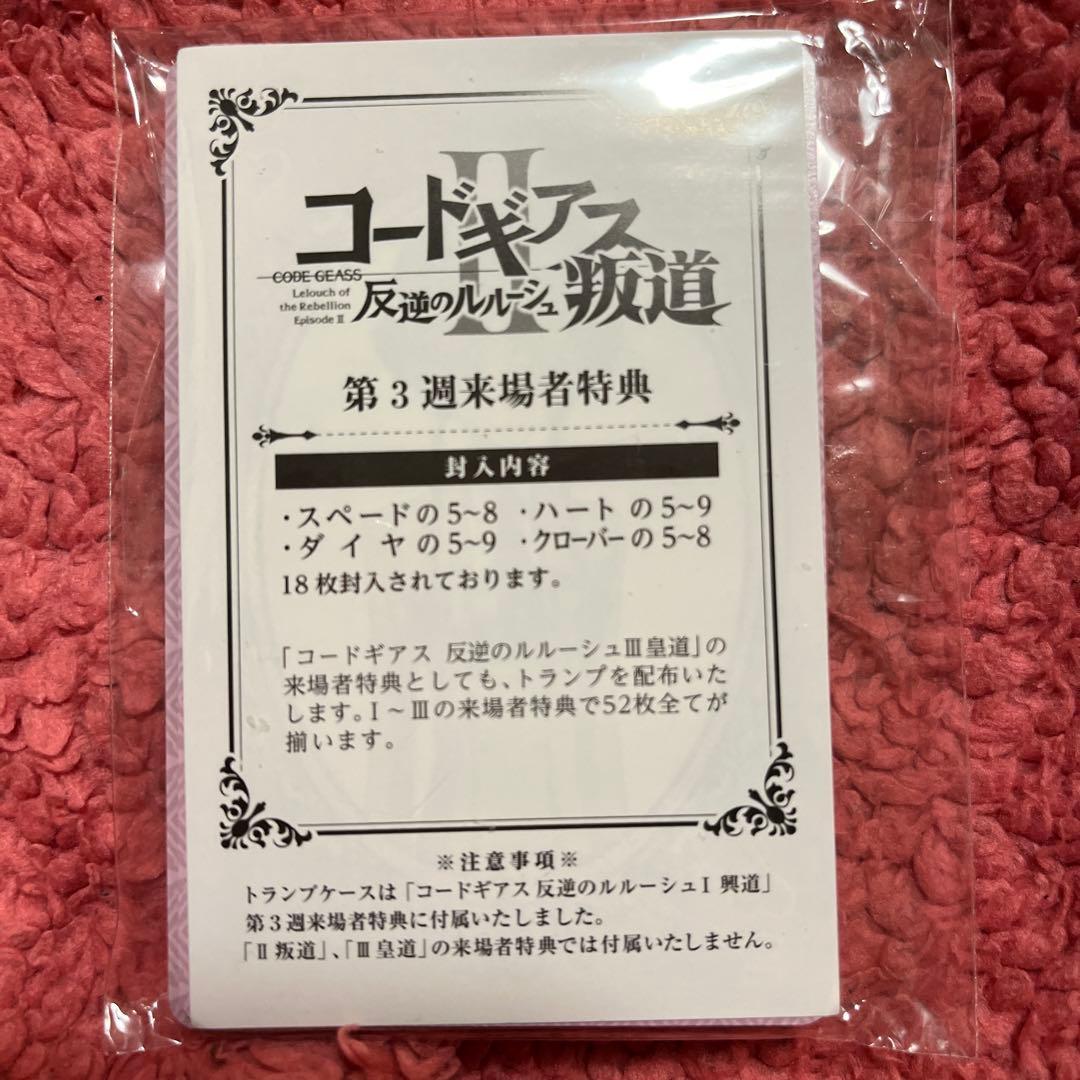 II
コードギアス
CODE GEASS
Lelouch of
the Rebellion
Episode II
反逆のルルーシュ
叛道
第3週来場者特典
封入内容
・スペードの5~8 ・ハートの5~9
・ダイヤの5~9 ・クローバーの5~8
18枚封入されております。
「コードギアス 反逆のルルーシュⅢ皇道」の
来場者特典としても、トランプを配布いた
します。Ⅰ～Ⅲの来場者特典で52枚全てが
揃います。
※注意事項※
トランプケースは「コードギアス 反逆のルルーシュⅠ 興道」
第3週来場者特典に付属いたしました。
「Ⅱ叛道」、「Ⅲ皇道」の来場者特典では付属いたしません。